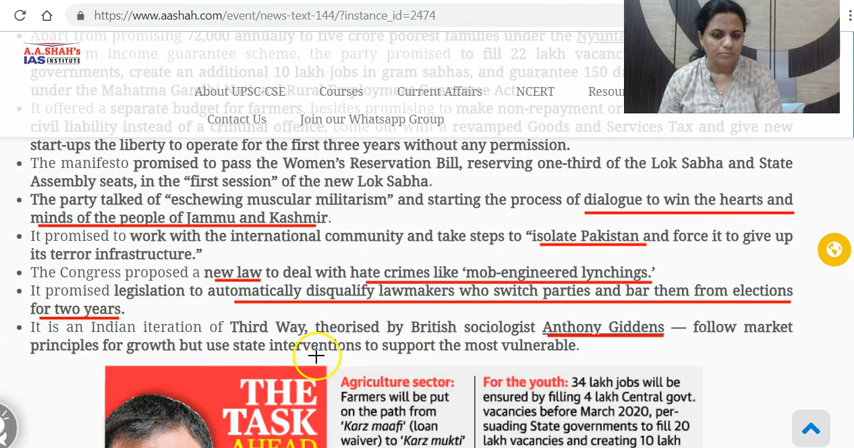 https://www.aashah.com/event/news-text-144/?instance_id=2474
Apart from promising 72,000 annually to five crore poorest families under the Nyunta
A.A.SHAH'S
IAS INSTITUTE
income guarantee scheme, the party promised to fill 22 lakh vacanc
governments, create an additional 10 lakh jobs in gram sabhas, and guarantee 150 da
under the Mahatma Gan Rura Act
About UPSC CSE Courses Current Affairs NCERT Resour
It offered a separate budget for farmers, besides promising to make non-repayment or
Contact Us Join our Whatsapp Group
civil liability instead of a criminal offence, come out with a revamped Goods and Services Tax and give new
start-ups the liberty to operate for the first three years without any permission.
• The manifesto promised to pass the Women's Reservation Bill, reserving one-third of the Lok Sabha and State
Assembly seats, in the "first session" of the new Lok Sabha.
• The party talked of "eschewing muscular militarism" and starting the process of dialogue to win the hearts and
minds of the people of Jammu and Kashmir.
• It promised to work with the international community and take steps to "isolate Pakistan and force it to give up
its terror infrastructure."
• The Congress proposed a new law to deal with hate crimes like 'mob-engineered lynchings.'
• It promised legislation to automatically disqualify lawmakers who switch parties and bar them from elections
for two years.
• It is an Indian iteration of Third Way, theorised by British sociologist Anthony Giddens — follow market
principles for growth but use state interventions to support the most vulnerable.
THE
TASK
AHEAD
Agriculture sector:
Farmers will be put
on the path from
'Karz maafi' (loan
waiver) to 'Karz mukti'
For the youth: 34 lakh jobs will be
ensured by filling 4 lakh Central govt.
vacancies before March 2020, per-
suading State governments to fill 20
lakh vacancies and creating 10 lakh